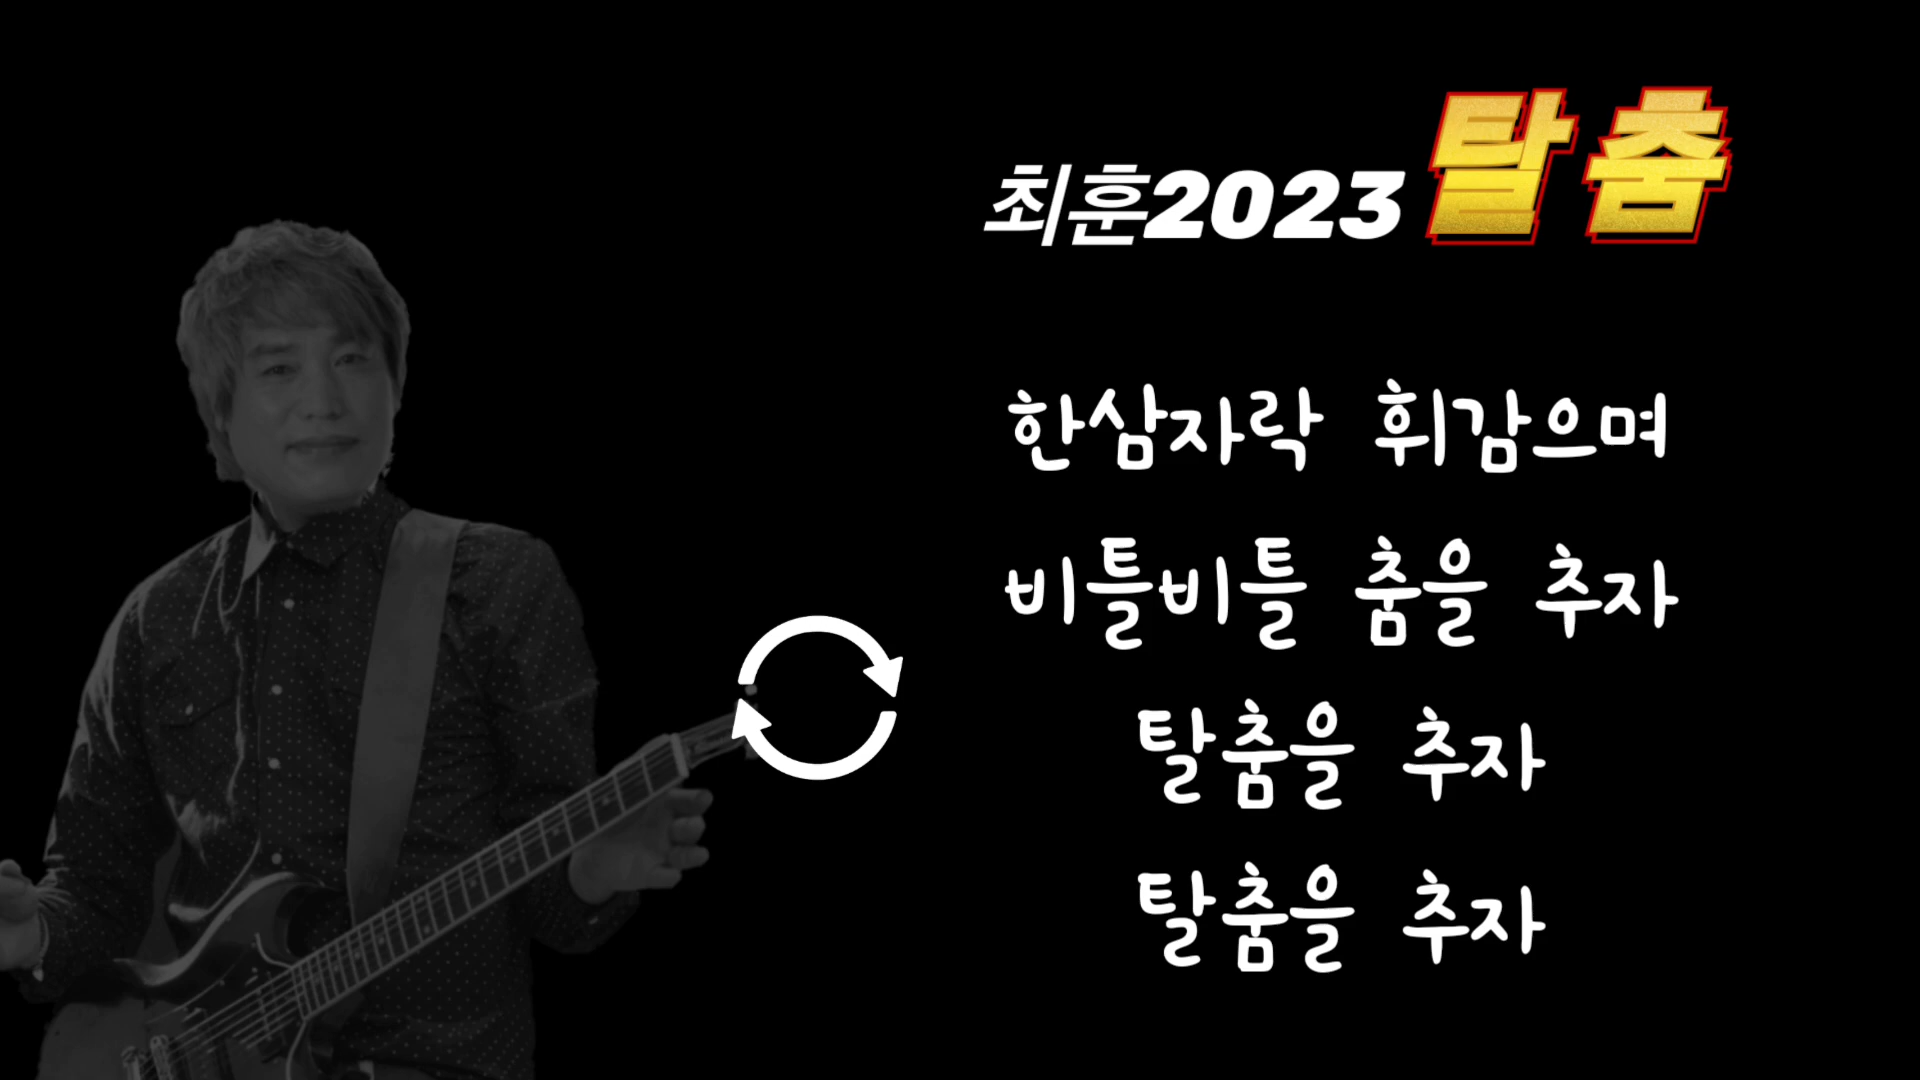 최훈2023 탈춤
한삼자락 휘감으며
비틀비틀 춤을 추자
탈춤을 추자
탈춤을 추자